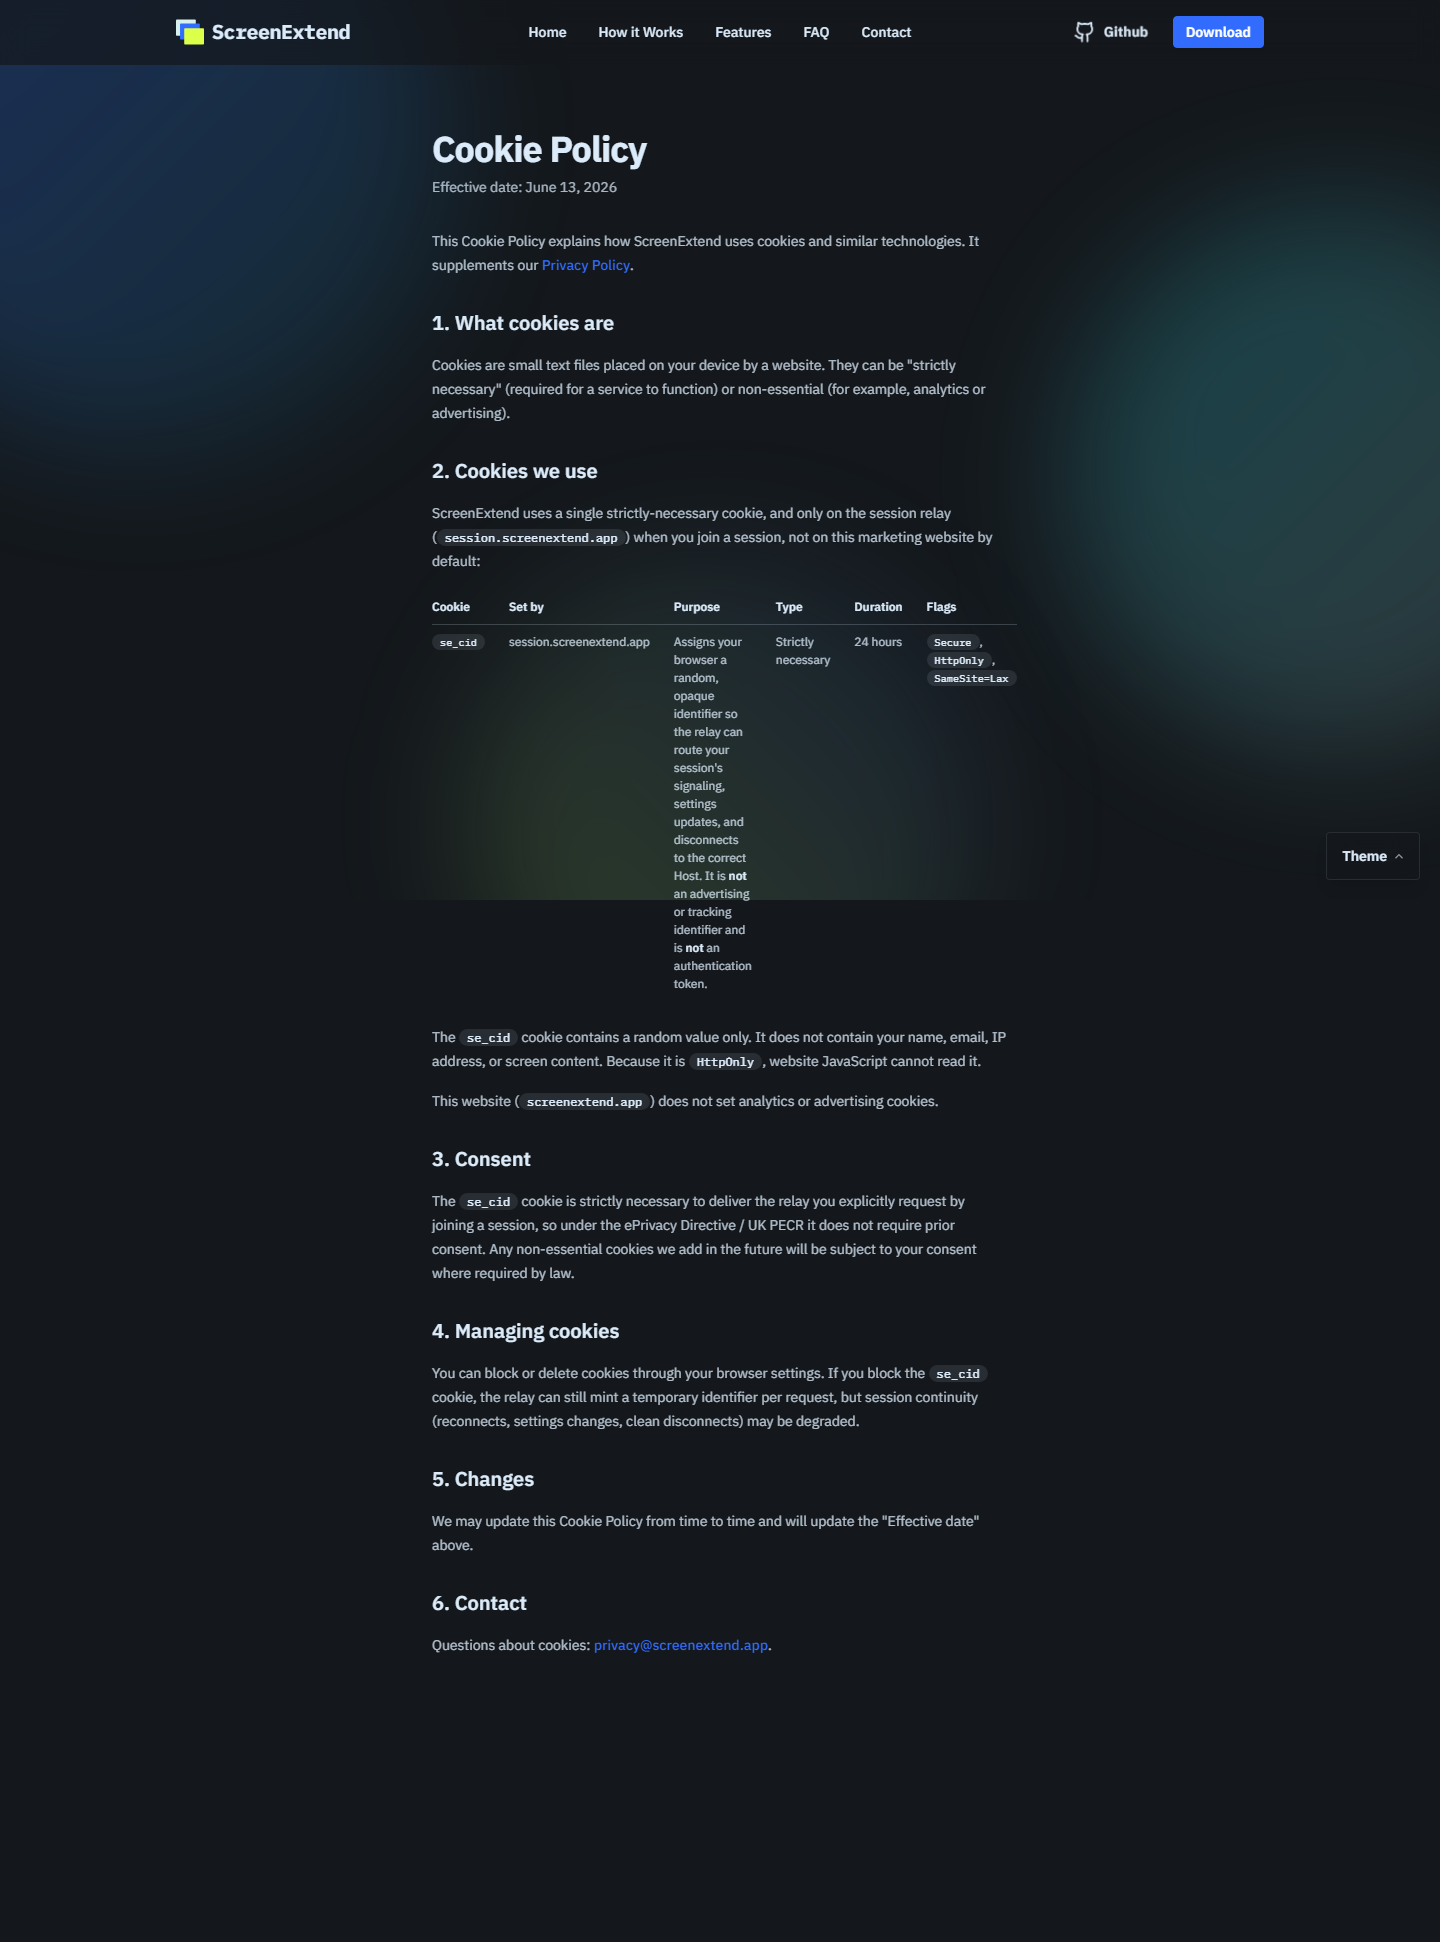 ScreenExtend
Home
How it Works
Features
FAQ
Contact
Github
Download
Cookie Policy
Effective date: June 13, 2026
This Cookie Policy explains how ScreenExtend uses cookies and similar technologies. It
supplements our Privacy Policy.
1. What cookies are
Cookies are small text files placed on your device by a website. They can be "strictly
necessary" (required for a service to function) or non-essential (for example, analytics or
advertising).
2. Cookies we use
ScreenExtend uses a single strictly-necessary cookie, and only on the session relay
( session.screenextend.app ) when you join a session, not on this marketing website by
default:
Cookie
Set by
Purpose
Type
Duration
Flags
se_cid
session.screenextend.app
Assigns your
browser a
random,
opaque
identifier so
the relay can
route your
session's
signaling,
settings
updates, and
disconnects
to the correct
Host. It is not
an advertising
or tracking
identifier and
is not an
authentication
token.
Strictly
necessary
24 hours
Secure ,
HttpOnly ,
SameSite=Lax
Theme
The se_cid cookie contains a random value only. It does not contain your name, email, IP
address, or screen content. Because it is HttpOnly , website JavaScript cannot read it.
This website ( screenextend.app ) does not set analytics or advertising cookies.
3. Consent
The se_cid cookie is strictly necessary to deliver the relay you explicitly request by
joining a session, so under the ePrivacy Directive / UK PECR it does not require prior
consent. Any non-essential cookies we add in the future will be subject to your consent
where required by law.
4. Managing cookies
You can block or delete cookies through your browser settings. If you block the se_cid
cookie, the relay can still mint a temporary identifier per request, but session continuity
(reconnects, settings changes, clean disconnects) may be degraded.
5. Changes
We may update this Cookie Policy from time to time and will update the "Effective date"
above.
6. Contact
Questions about cookies: privacy@screenextend.app.